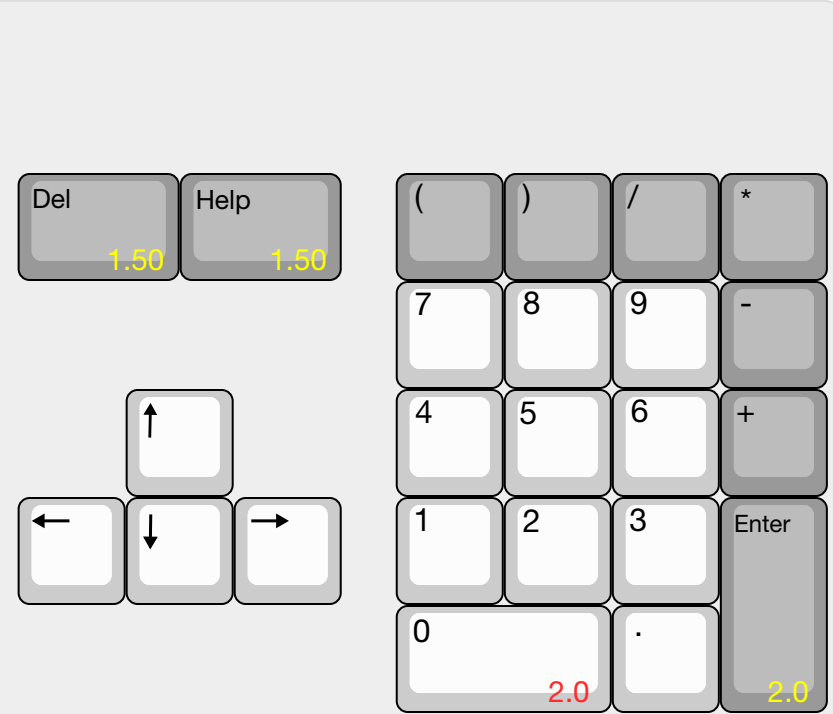 Del
1.50
Help
1.50
↑
←
↓
→
( ) / *
7 8 9 -
4 5 6 +
1 2 3 Enter
2.0
0
2.0
.